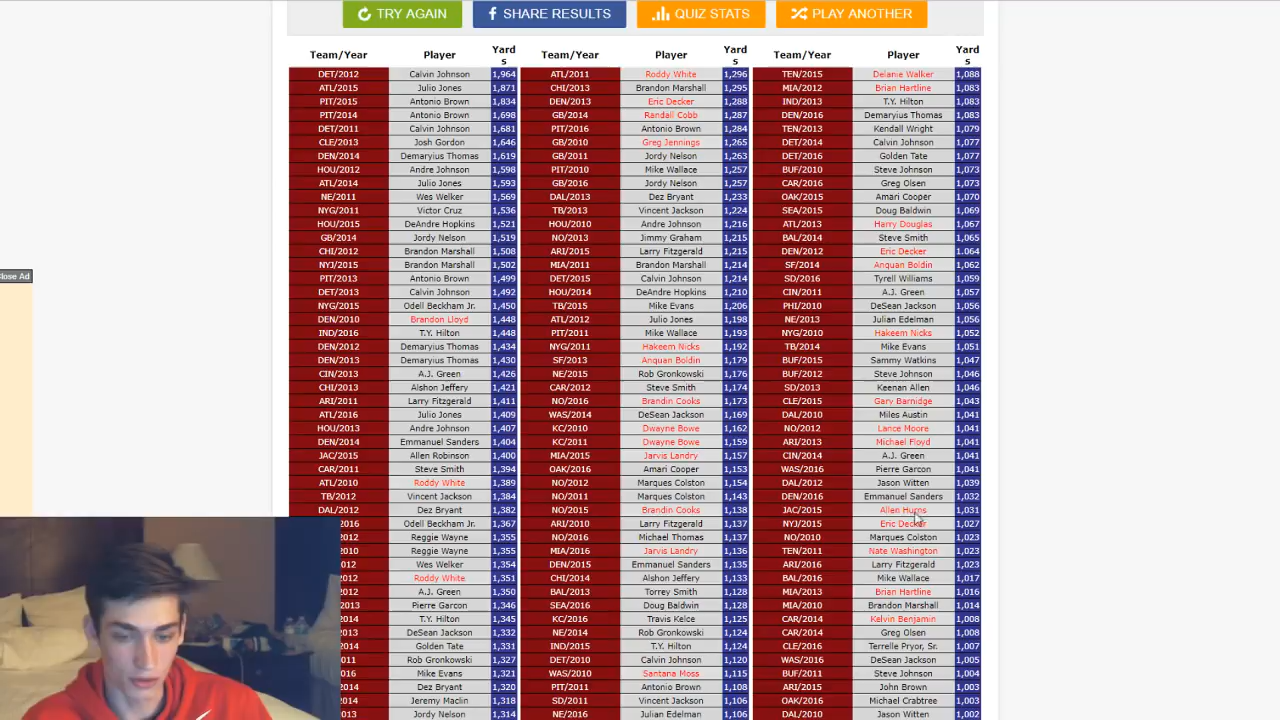 TRY AGAIN
SHARE RESULTS
QUIZ STATS
PLAY ANOTHER
Team/Year Player Yards Team/Year Player Yards Team/Year Player Yards
DET/2012 Calvin Johnson 1,964 ATL/2011 Roddy White 1,296 TEN/2015 Delanie Walker 1,088
ATL/2015 Julio Jones 1,871 CHI/2013 Brandon Marshall 1,295 MIA/2012 Brian Hartline 1,083
PIT/2015 Antonio Brown 1,834 DEN/2013 Eric Decker 1,288 IND/2013 T.Y. Hilton 1,083
PIT/2014 Antonio Brown 1,698 GB/2014 Randall Cobb 1,287 DEN/2016 Demaryius Thomas 1,083
DET/2011 Calvin Johnson 1,681 PIT/2016 Antonio Brown 1,284 TEN/2013 Kendall Wright 1,079
CLE/2013 Josh Gordon 1,646 GB/2010 Greg Jennings 1,265 DET/2014 Calvin Johnson 1,077
DEN/2014 Demaryius Thomas 1,619 GB/2011 Jordy Nelson 1,263 DET/2016 Golden Tate 1,077
HOU/2012 Andre Johnson 1,598 PIT/2010 Mike Wallace 1,257 BUF/2010 Steve Johnson 1,073
ATL/2014 Julio Jones 1,593 GB/2016 Jordy Nelson 1,257 CAR/2016 Greg Olsen 1,073
NE/2011 Wes Welker 1,569 DAL/2013 Dez Bryant 1,233 OAK/2015 Amari Cooper 1,070
NYG/2011 Victor Cruz 1,536 TB/2013 Vincent Jackson 1,224 SEA/2015 Doug Baldwin 1,069
HOU/2015 DeAndre Hopkins 1,521 HOU/2010 Andre Johnson 1,216 ATL/2013 Harry Douglas 1,067
GB/2014 Jordy Nelson 1,519 NO/2013 Jimmy Graham 1,215 BAL/2014 Steve Smith 1,065
CHI/2012 Brandon Marshall 1,508 ARI/2015 Larry Fitzgerald 1,215 DEN/2012 Eric Decker 1.064
NYJ/2015 Brandon Marshall 1,502 MIA/2011 Brandon Marshall 1,214 SF/2014 Anquan Boldin 1,062
Close Ad
PIT/2013 Antonio Brown 1,499 DET/2015 Calvin Johnson 1,214 SD/2016 Tyrell Williams 1,059
DET/2013 Calvin Johnson 1,492 HOU/2014 DeAndre Hopkins 1,210 CIN/2011 A.J. Green 1,057
NYG/2015 Odell Beckham Jr. 1,450 TB/2015 Mike Evans 1,206 PHI/2010 DeSean Jackson 1,056
DEN/2010 Brandon Lloyd 1,448 ATL/2012 Julio Jones 1,198 NE/2013 Julian Edelman 1,056
IND/2016 T.Y. Hilton 1,448 PIT/2011 Mike Wallace 1,193 NYG/2010 Hakeem Nicks 1,052
DEN/2012 Demaryius Thomas 1,434 NYG/2011 Hakeem Nicks 1,192 TB/2014 Mike Evans 1,051
DEN/2013 Demaryius Thomas 1,430 SF/2013 Anquan Boldin 1,179 BUF/2015 Sammy Watkins 1,047
CIN/2013 A.J. Green 1,426 NE/2015 Rob Gronkowski 1,176 BUF/2012 Steve Johnson 1,046
CHI/2013 Alshon Jeffery 1,421 CAR/2012 Steve Smith 1,174 SD/2013 Keenan Allen 1,046
ARI/2011 Larry Fitzgerald 1,411 NO/2016 Brandin Cooks 1,173 CLE/2015 Gary Barnidge 1,043
ATL/2016 Julio Jones 1,409 WAS/2014 DeSean Jackson 1,169 DAL/2010 Miles Austin 1,041
HOU/2013 Andre Johnson 1,407 KC/2010 Dwayne Bowe 1,162 NO/2012 Lance Moore 1,041
DEN/2014 Emmanuel Sanders 1,404 KC/2011 Dwayne Bowe 1,159 ARI/2013 Michael Floyd 1,041
JAC/2015 Allen Robinson 1,400 MIA/2015 Jarvis Landry 1,157 CIN/2014 A.J. Green 1,041
CAR/2011 Steve Smith 1,394 OAK/2016 Amari Cooper 1,153 WAS/2016 Pierre Garcon 1,041
ATL/2010 Roddy White 1,389 NO/2012 Marques Colston 1,154 DAL/2012 Jason Witten 1,039
TB/2012 Vincent Jackson 1,384 NO/2011 Marques Colston 1,143 DEN/2016 Emmanuel Sanders 1,032
DAL/2012 Dez Bryant 1,382 NO/2015 Brandin Cooks 1,138 JAC/2015 Allen Hurns 1,031
2016 Odell Beckham Jr. 1,367 ARI/2010 Larry Fitzgerald 1,137 NYJ/2015 Eric Decker 1,027
2012 Reggie Wayne 1,355 NO/2016 Michael Thomas 1,137 NO/2010 Marques Colston 1,023
2010 Reggie Wayne 1,355 MIA/2016 Jarvis Landry 1,136 TEN/2011 Nate Washington 1,023
012 Wes Welker 1,354 DEN/2015 Emmanuel Sanders 1,135 ARI/2016 Larry Fitzgerald 1,023
2012 Roddy White 1,351 CHI/2014 Alshon Jeffery 1,133 BAL/2016 Mike Wallace 1,017
2012 A.J. Green 1,350 BAL/2013 Torrey Smith 1,128 MIA/2013 Brian Hartline 1,016
2013 Pierre Garcon 1,346 SEA/2016 Doug Baldwin 1,128 MIA/2010 Brandon Marshall 1,014
2014 T.Y. Hilton 1,345 KC/2016 Travis Kelce 1,125 CAR/2014 Kelvin Benjamin 1,008
2013 DeSean Jackson 1,332 NE/2014 Rob Gronkowski 1,124 CAR/2014 Greg Olsen 1,008
2014 Golden Tate 1,331 IND/2015 T.Y. Hilton 1,124 CLE/2016 Terrelle Pryor, Sr. 1,007
011 Rob Gronkowski 1,327 DET/2010 Calvin Johnson 1,120 WAS/2016 DeSean Jackson 1,005
016 Mike Evans 1,321 WAS/2010 Santana Moss 1,115 BUF/2011 Steve Johnson 1,004
2014 Dez Bryant 1,320 PIT/2011 Antonio Brown 1,108 ARI/2015 John Brown 1,003
2014 Jeremy Maclin 1,318 SD/2011 Vincent Jackson 1,106 OAK/2016 Michael Crabtree 1,003
013 Jordy Nelson 1,314 NE/2016 Julian Edelman 1,106 DAL/2010 Jason Witten 1,002